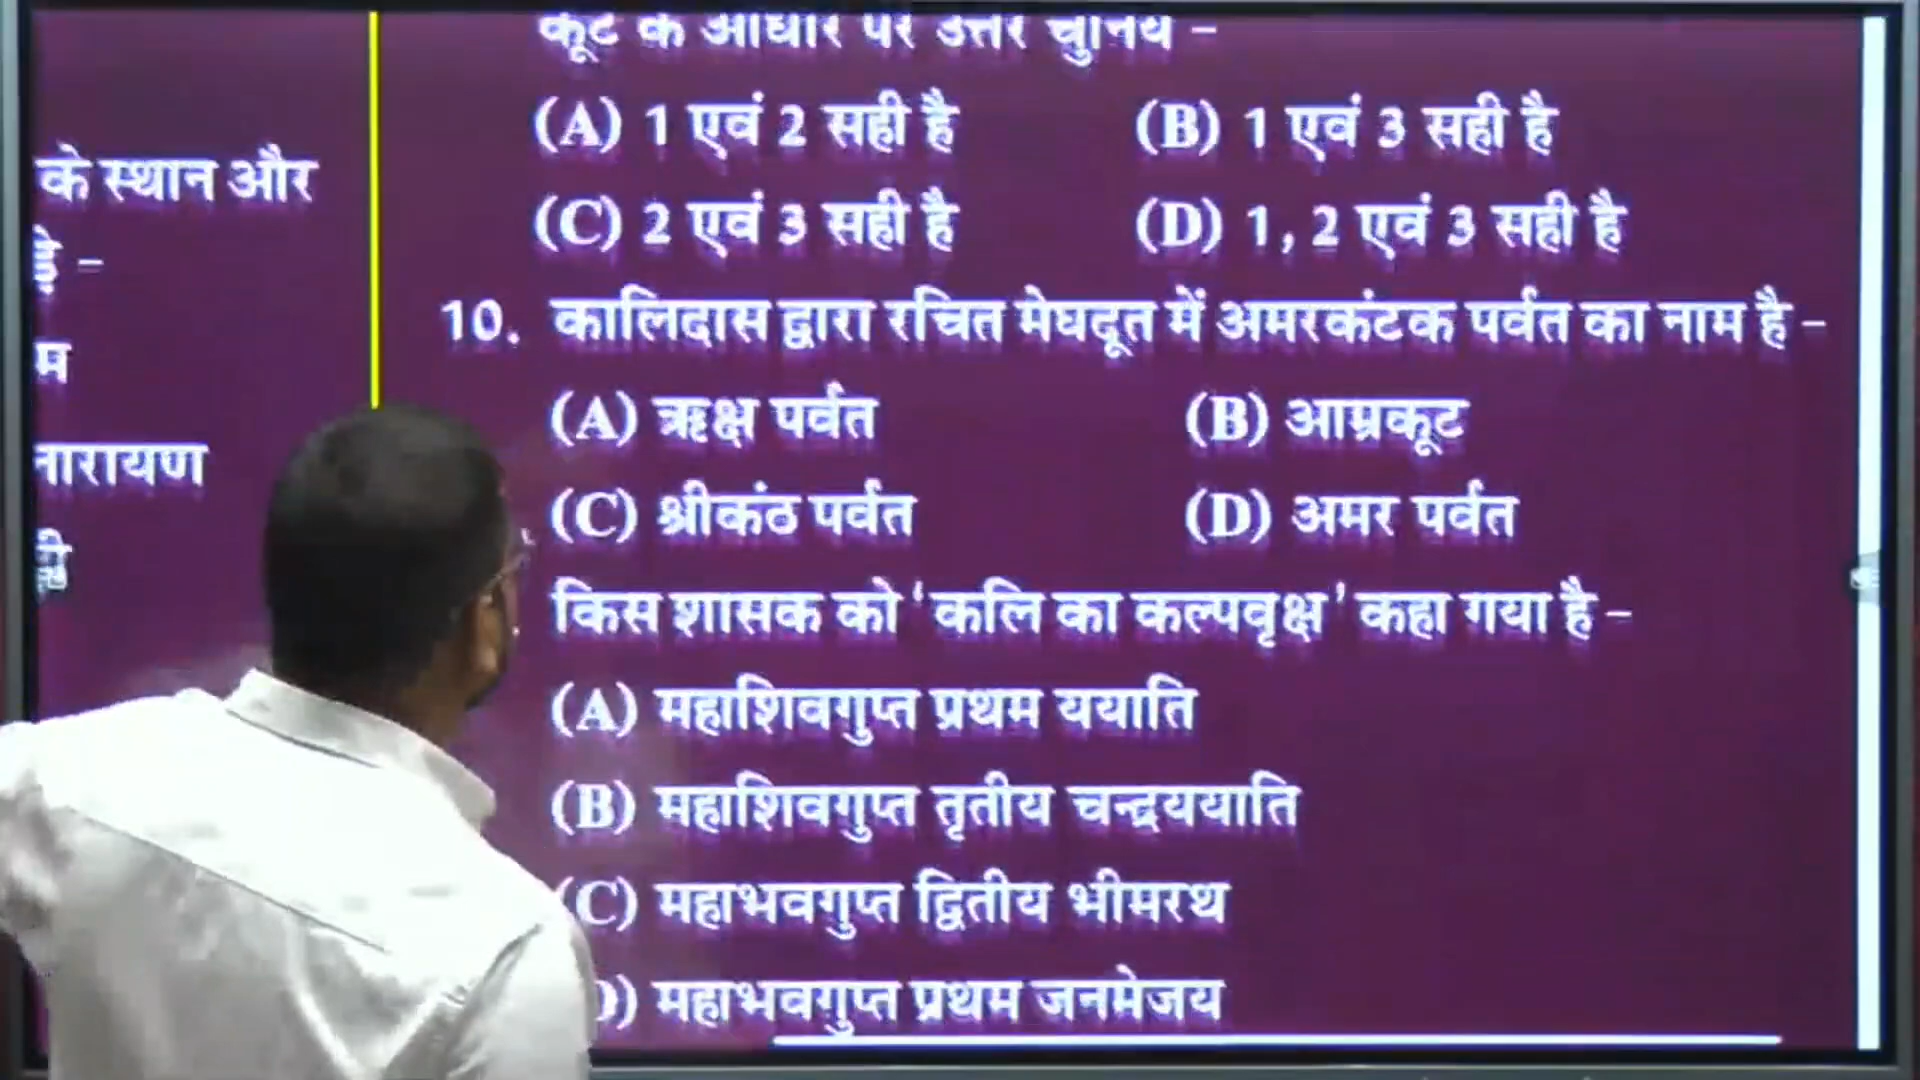 के स्थान और
म
नारायण
कूट के आधार पर उत्तर चुनिये –
(A) 1 एवं 2 सही है
(B) 1 एवं 3 सही है
(C) 2 एवं 3 सही है
(D) 1, 2 एवं 3 सही है
10. कालिदास द्वारा रचित मेघदूत में अमरकंटक पर्वत का नाम है –
(A) ऋक्ष पर्वत
(B) आम्रकूट
(C) श्रीकंठ पर्वत
(D) अमर पर्वत
किस शासक को ‘कलि का कल्पवृक्ष’ कहा गया है –
(A) महाशिवगुप्त प्रथम ययाति
(B) महाशिवगुप्त तृतीय चन्द्रययाति
(C) महाभवगुप्त द्वितीय भीमरथ
) महाभवगुप्त प्रथम जनमेजय